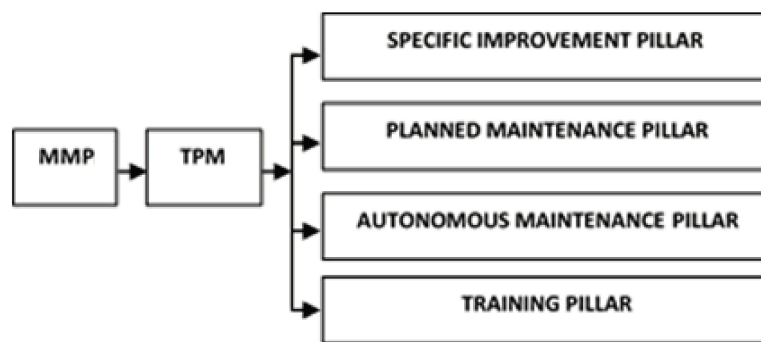 SPECIFIC IMPROVEMENT PILLAR
PLANNED MAINTENANCE PILLAR
MMP
TPM
AUTONOMOUS MAINTENANCE PILLAR
TRAINING PILLAR